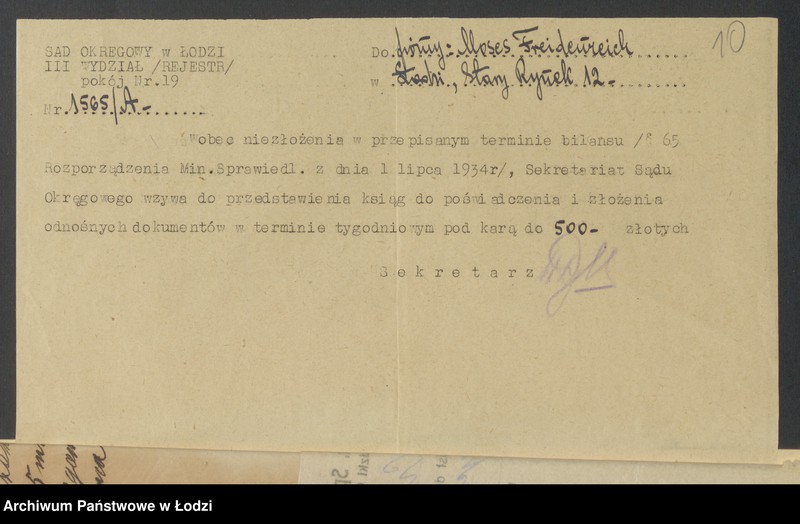 SAD OKRĘGOWY w ŁODZI
III WYDZIAŁ /REJESTR/
pokój Nr.19
Nr. 1565/A-
Do firmy: Moses Freidenreich
w Łodzi, Stary Rynek 12-
10
Wobec niezłożenia w przepisanym terminie bilansu /§ 65
Rozporządzenia Min.Sprawiedl. z dnia 1 lipca 1934r/, Sekretariat Sądu
Okręgowego wzywa do przedstawienia ksiąg do poświadczenia i złożenia
odnośnych dokumentów w terminie tygodniowym pod karą do 500- złotych
Sekretarz
Archiwum Państwowe w Łodzi